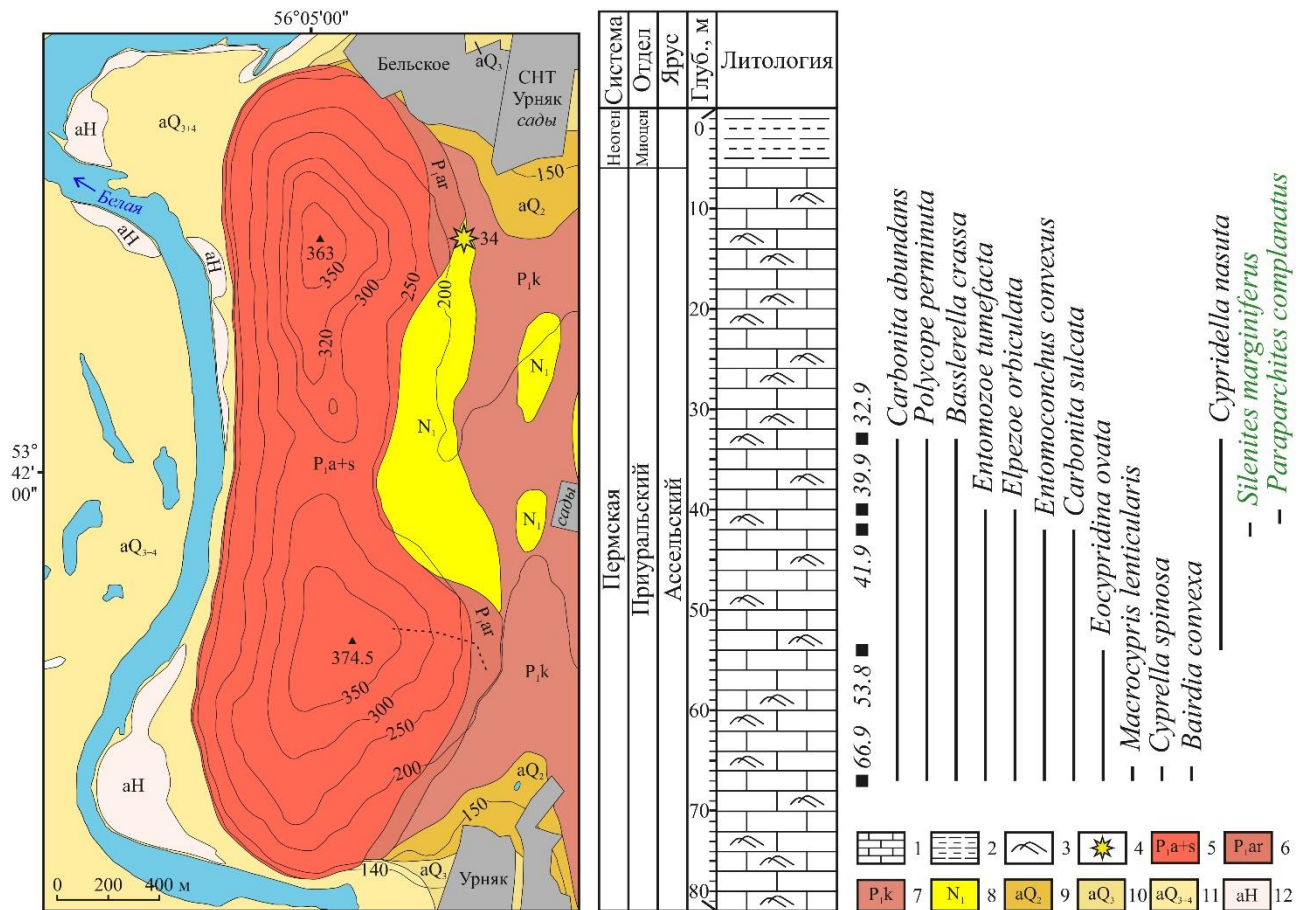 56°05'00"
Бельское
aQ₃
СНТ
Урняк
сады
aQ₃₊₄
aH
P₁ar
150
aQ₂
Белая
aH
aH
363
350
300
250
200
34
P₁k
320
N₁
N₁
53°
42'
00"
P₁a+s
сады
N₁
aQ₃₋₄
P₁ar
374.5
P₁k
350
300
250
200
aH
aQ₂
150
140
aQ₃
Урняк
0 200 400 м
Система
Отдел
Ярус
Глуб., м
Литология
Неоген
Миоцен
Пермская
Приуральский
Ассельский
0
10
20
30
40
50
60
70
80
32.9
39.9
41.9
53.8
66.9
Carbonita abundans
Polycope perminuta
Basslerella crassa
Entomozoe tumefacta
Elpezoe orbiculata
Entomoconchus convexus
Carbonita sulcata
Eocypridina ovata
Macrocypris lenticularis
Cyprella spinosa
Bairdia convexa
Cypridella nasuta
Silenites marginiferus
Paraparchites complanatus
1
2
3
4
P₁a+s 5
P₁ar 6
P₁k 7
N₁ 8
aQ₂ 9
aQ₃ 10
aQ₃₋₄ 11
aH 12